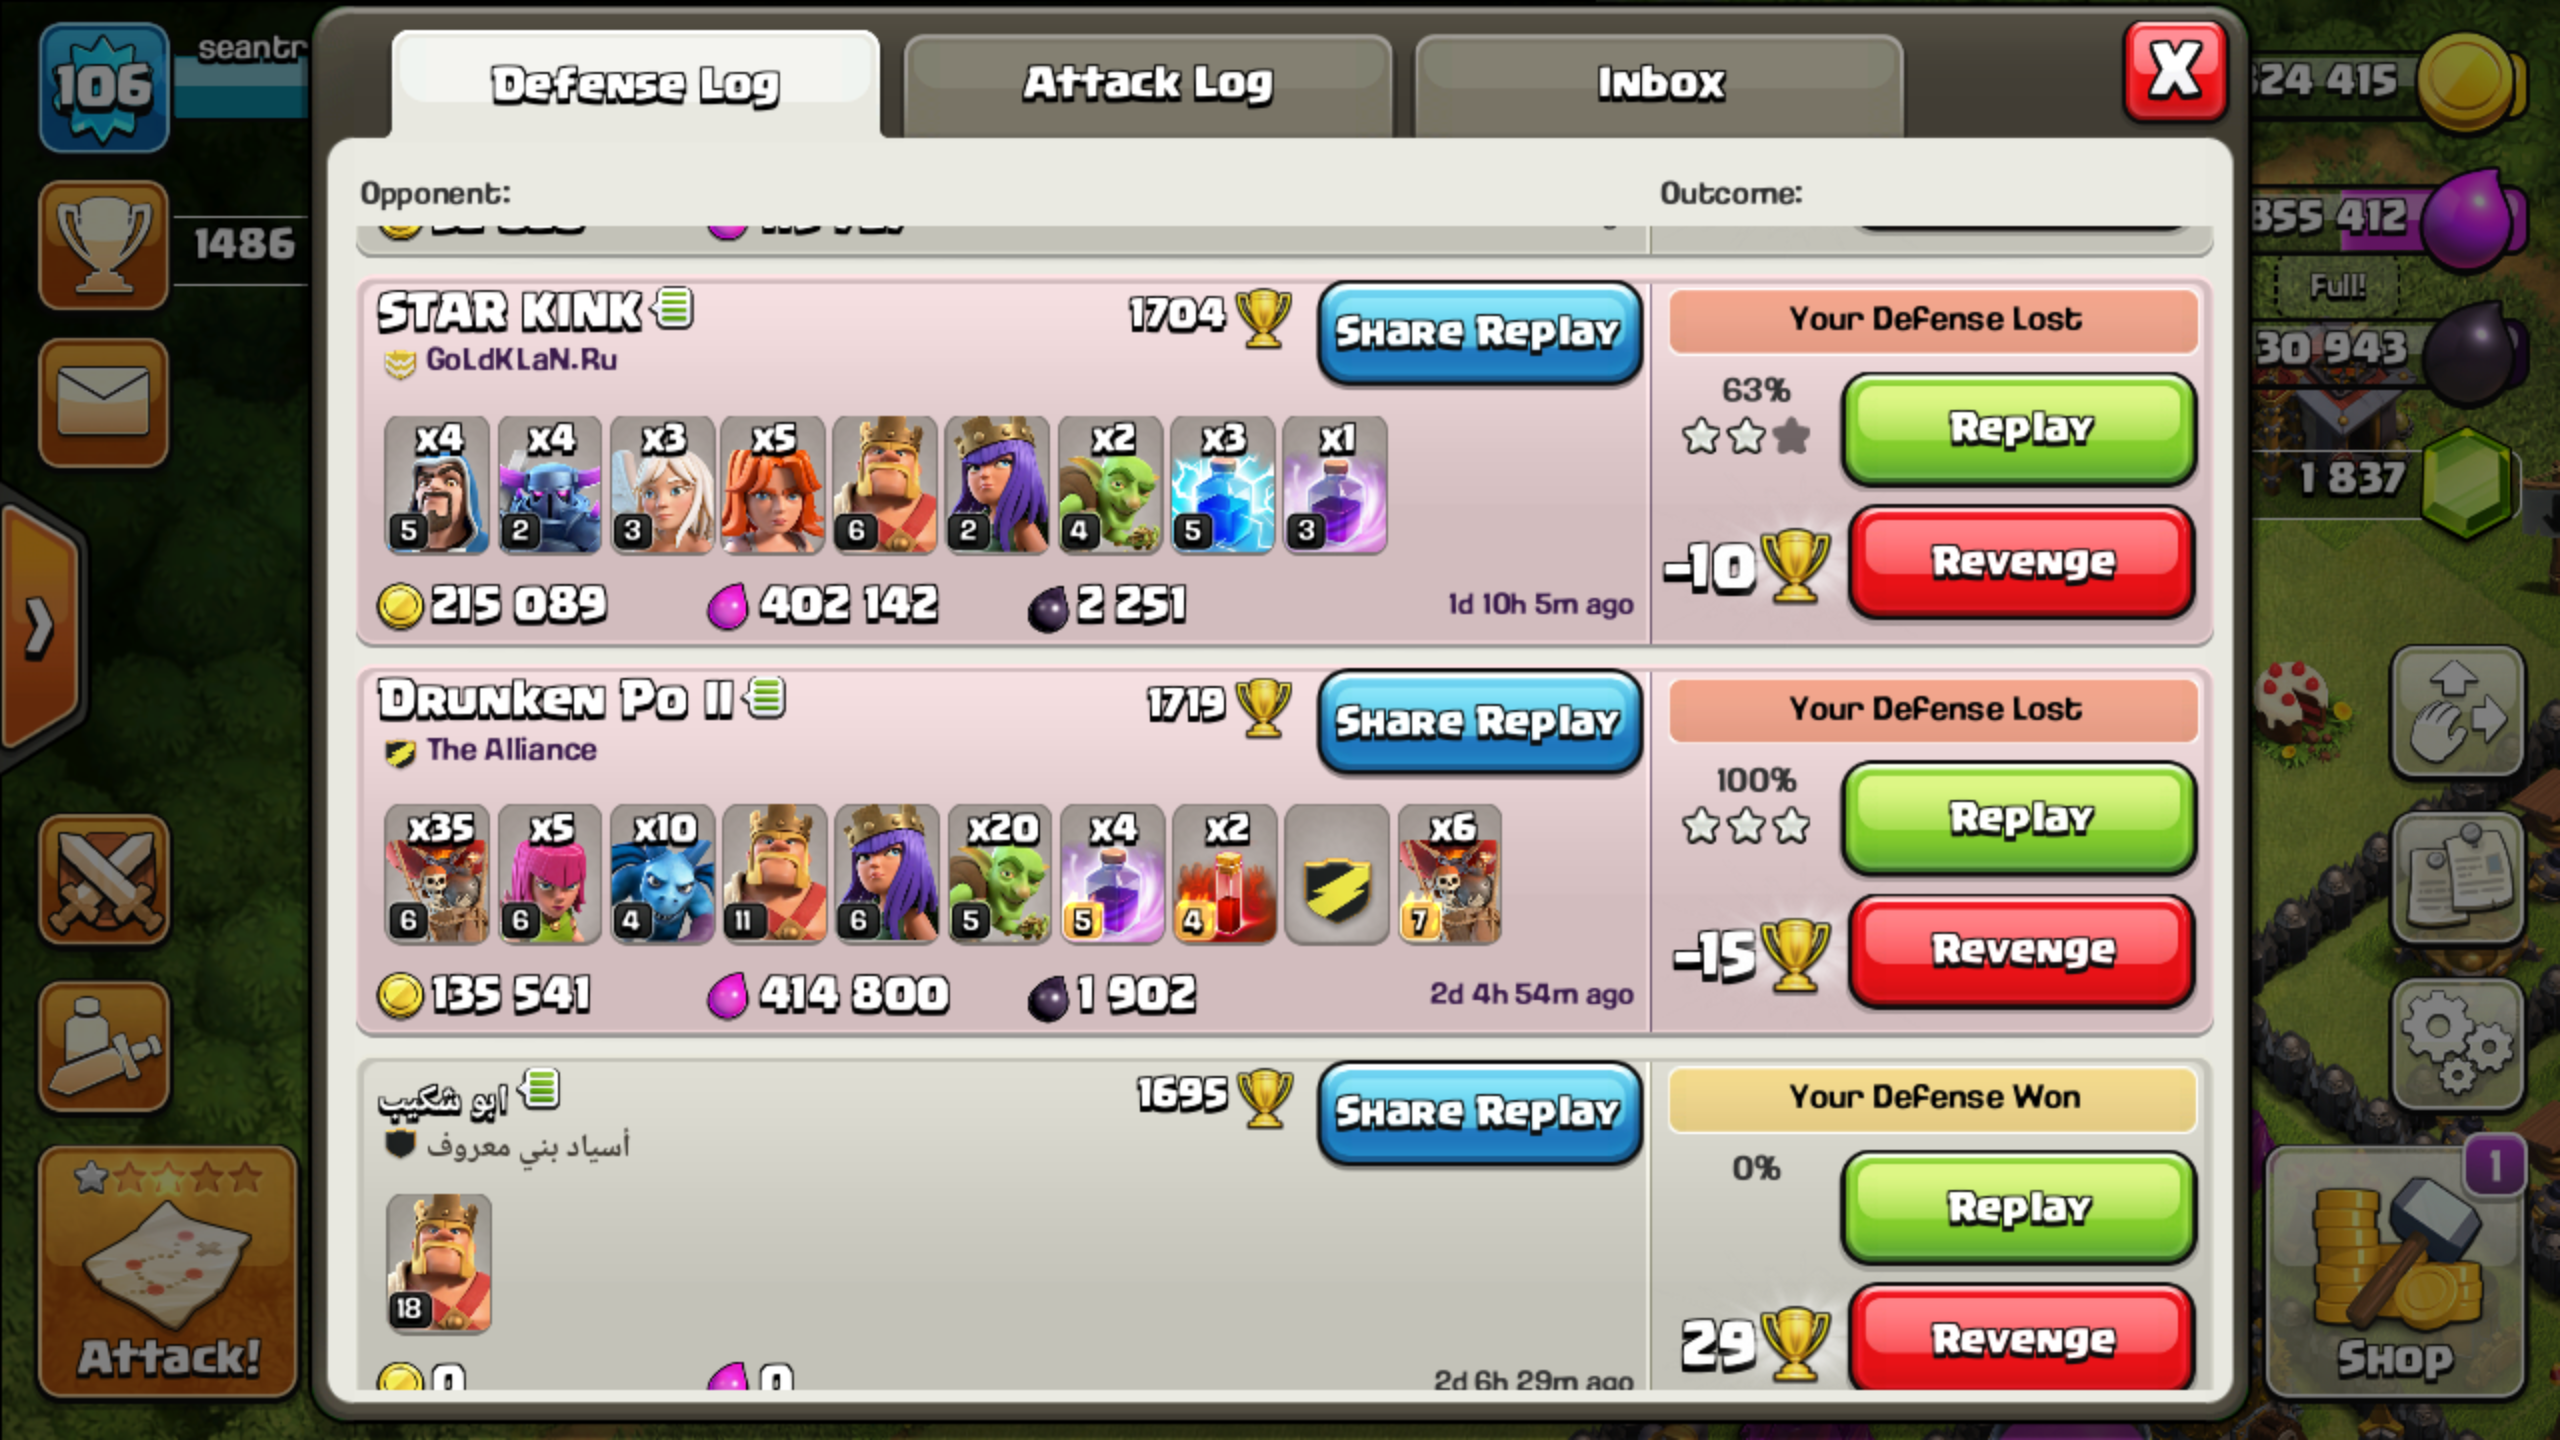 106
seantr
Defense Log
Attack Log
Inbox
X
24 415
Opponent:
Outcome:
1486
355 412
Full!
30 943
1 837
STAR KINK
1704
Share Replay
Your Defense Lost
GoLdKLaN.Ru
63%
Replay
x4 x4 x3 x5 x2 x3 x1
5 2 3 6 2 4 5 3
-10
Revenge
215 089
402 142
2 251
1d 10h 5m ago
Drunken Po II
1719
Share Replay
Your Defense Lost
The Alliance
100%
Replay
x35 x5 x10 x20 x4 x2 x6
6 6 4 11 6 5 5 4 7
-15
Revenge
135 541
414 800
1 902
2d 4h 54m ago
ابو شكيب
1695
Share Replay
Your Defense Won
أسياد بني معروف
0%
Replay
18
29
Revenge
0
0
2d 6h 29m ago
Attack!
1
Shop